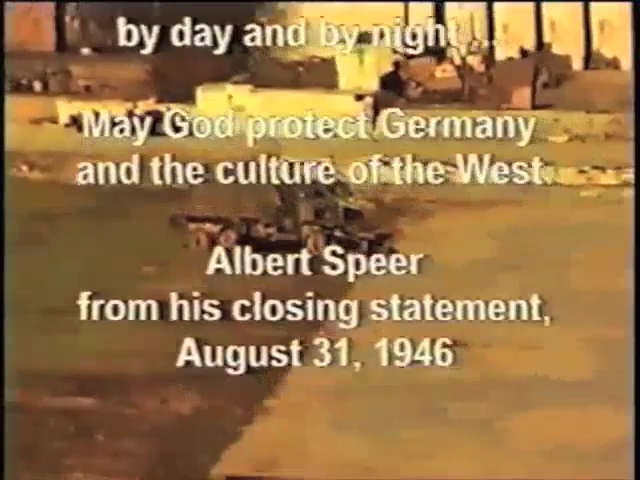 by day and by night ...
May God protect Germany
and the culture of the West.
Albert Speer
from his closing statement,
August 31, 1946